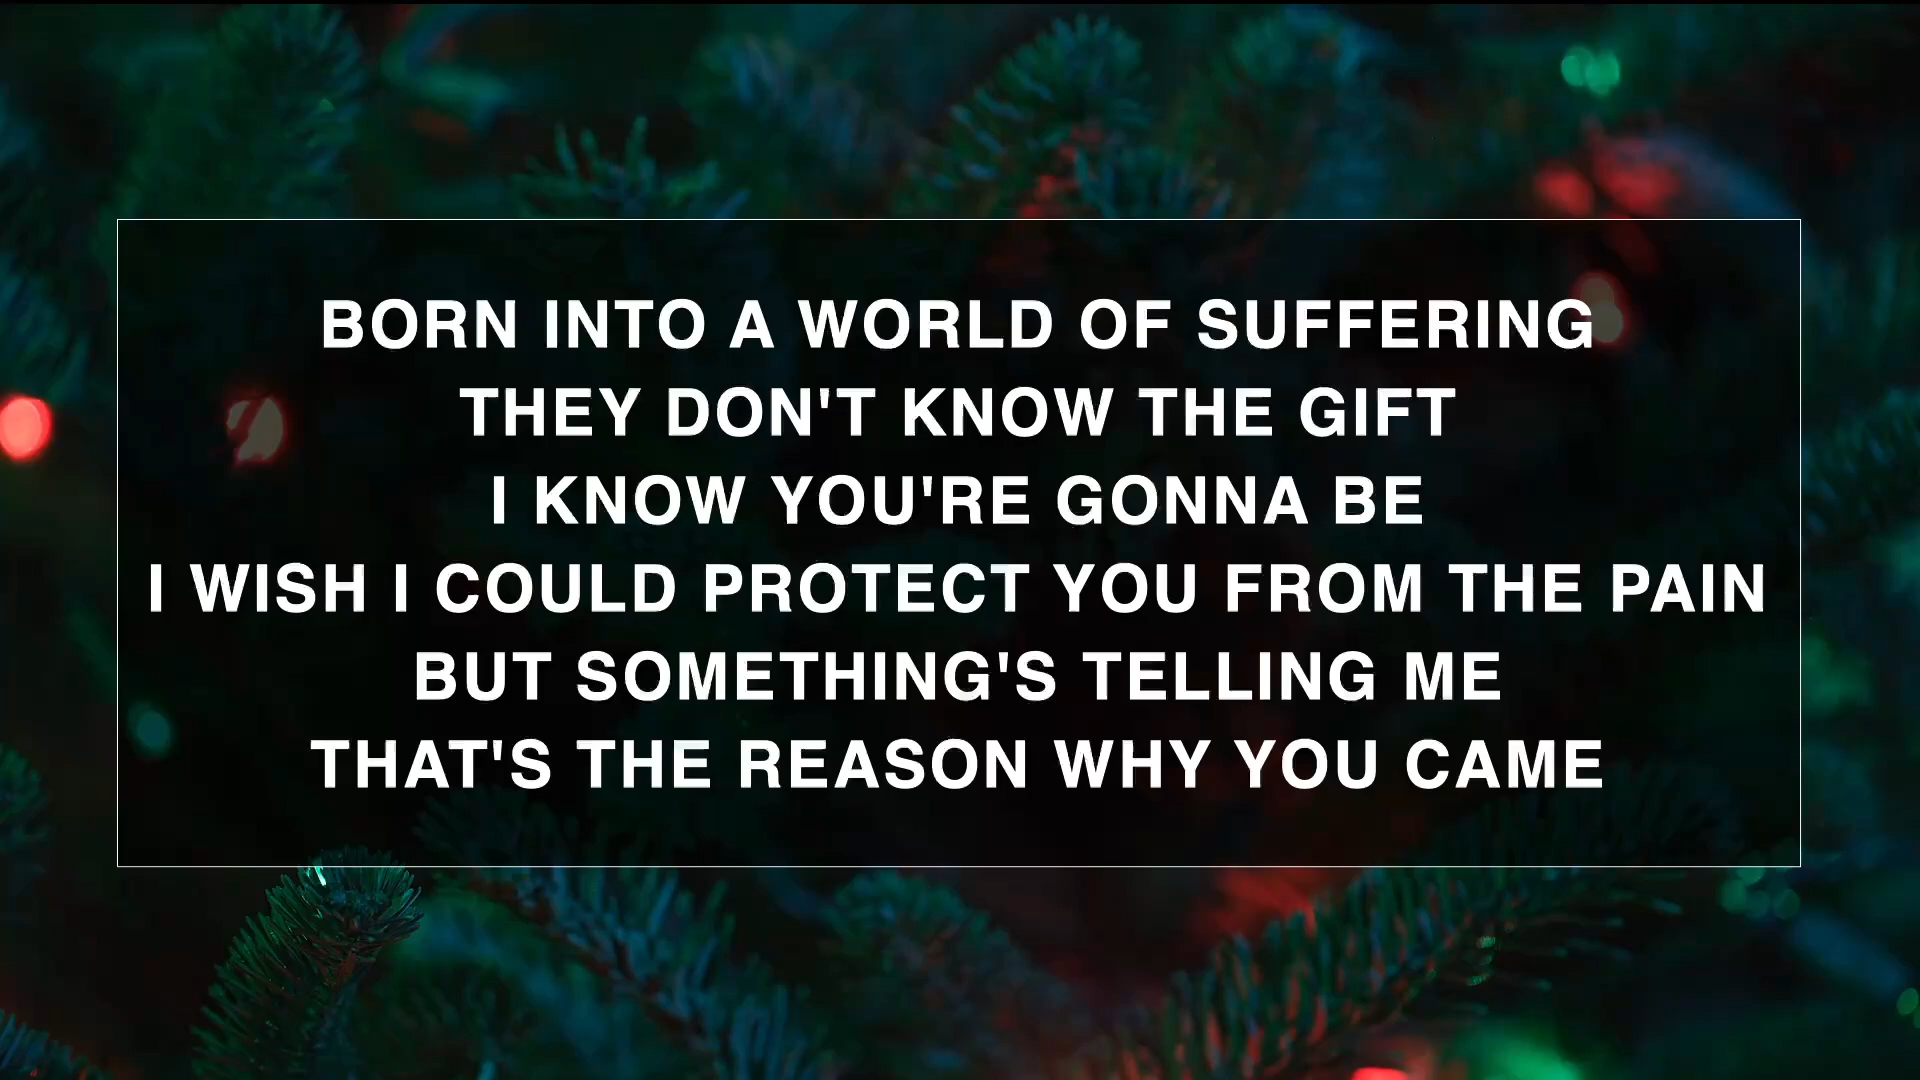 BORN INTO A WORLD OF SUFFERING
THEY DON'T KNOW THE GIFT
I KNOW YOU'RE GONNA BE
I WISH I COULD PROTECT YOU FROM THE PAIN
BUT SOMETHING'S TELLING ME
THAT'S THE REASON WHY YOU CAME